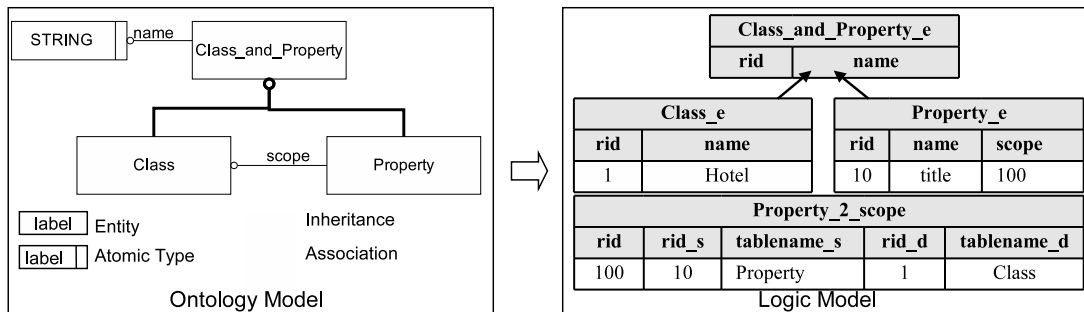 STRING
name
Class_and_Property
Class
scope
Property
label Entity
Inheritance
label Atomic Type
Association
Ontology Model
Class_and_Property_e
rid name
Class_e
rid name
1 Hotel
Property_e
rid name scope
10 title 100
Property_2_scope
rid rid_s tablename_s rid_d tablename_d
100 10 Property 1 Class
Logic Model